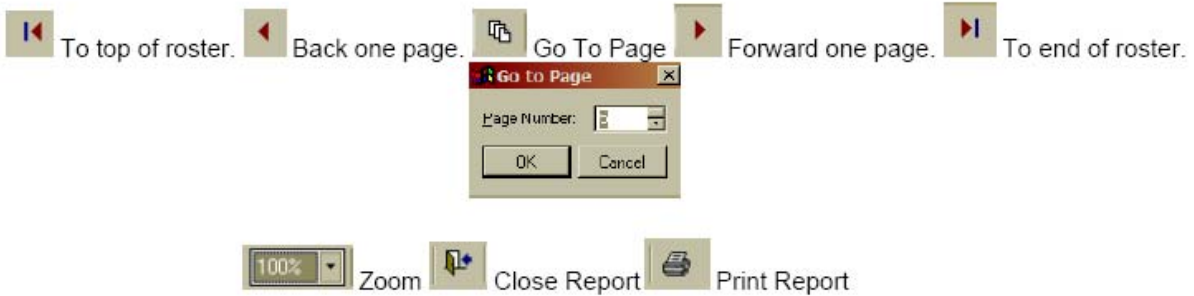 To top of roster. Back one page. Go To Page Forward one page. To end of roster.
Go to Page
Page Number: 2
OK Cancel
100% Zoom Close Report Print Report